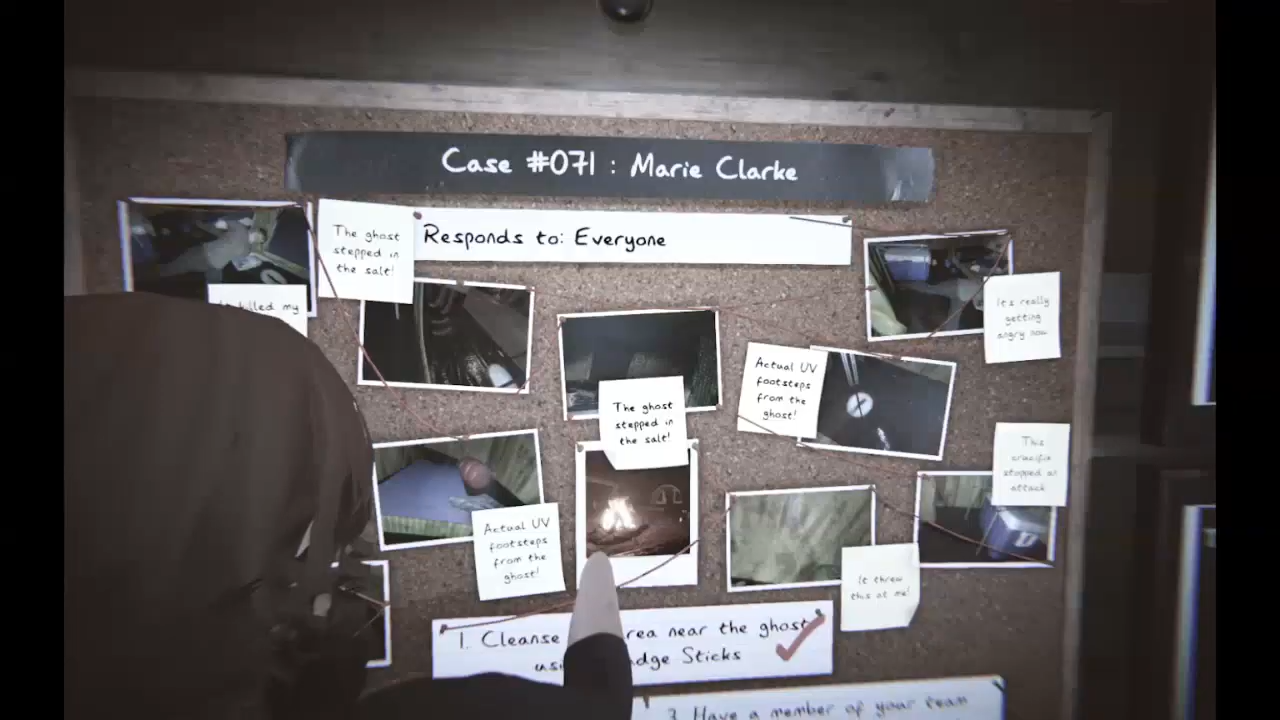 Case #071 : Marie Clarke
Responds to: Everyone
The ghost
stepped in
the salt!
killed my
It's really
getting
angry now
Actual UV
footsteps
from the
ghost!
The ghost
stepped in
the salt!
This
crucifix
stopped an
attack
Actual UV
footsteps
from the
ghost!
It threw
this at me!
1. Cleanse area near the ghost
Sticks
3. Have a member of your team